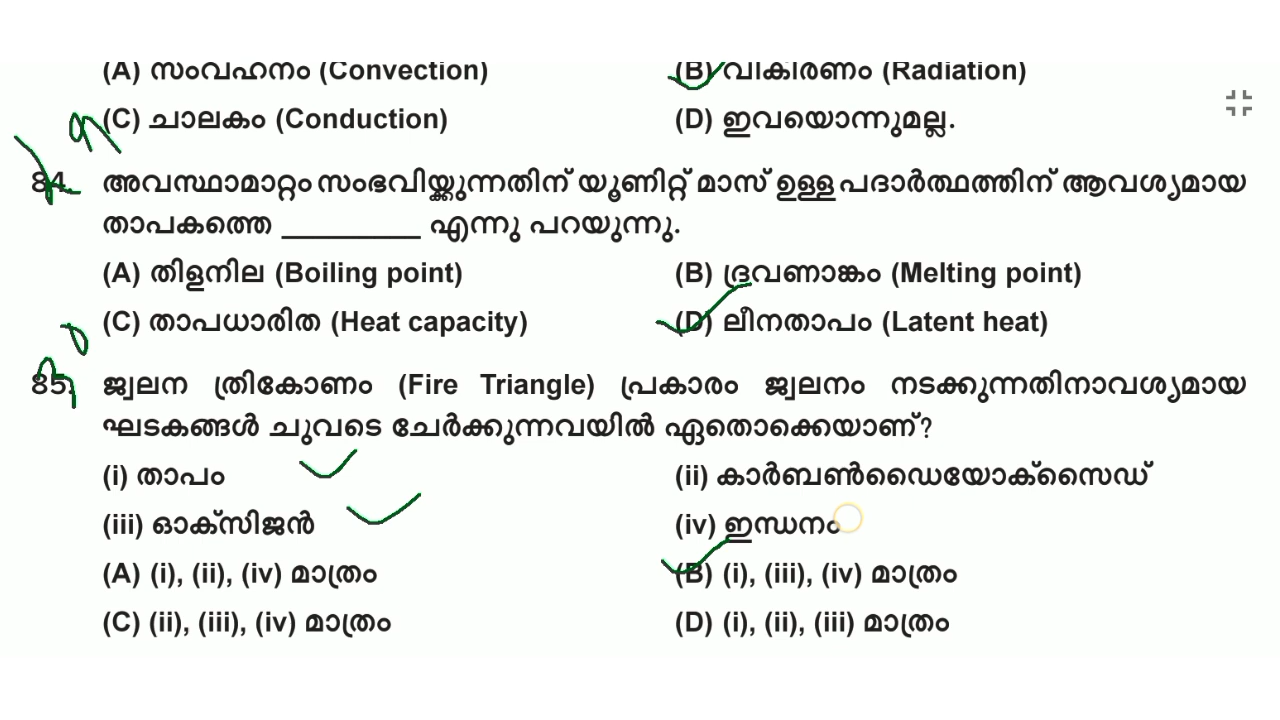 (A) സംവഹനം (Convection) (B) വികിരണം (Radiation)
(C) ചാലകം (Conduction) (D) ഇവയൊന്നുമല്ല.
84. അവസ്ഥാമാറ്റം സംഭവിയ്ക്കുന്നതിന് യൂണിറ്റ് മാസ് ഉള്ള പദാർത്ഥത്തിന് ആവശ്യമായ
താപകത്തെ __________ എന്നു പറയുന്നു.
(A) തിളനില (Boiling point) (B) ദ്രവണാങ്കം (Melting point)
(C) താപധാരിത (Heat capacity) (D) ലീനതാപം (Latent heat)
85. ജ്വലന ത്രികോണം (Fire Triangle) പ്രകാരം ജ്വലനം നടക്കുന്നതിനാവശ്യമായ
ഘടകങ്ങൾ ചുവടെ ചേർക്കുന്നവയിൽ ഏതൊക്കെയാണ്?
(i) താപം (ii) കാർബൺഡൈയോക്സൈഡ്
(iii) ഓക്സിജൻ (iv) ഇന്ധനം
(A) (i), (ii), (iv) മാത്രം (B) (i), (iii), (iv) മാത്രം
(C) (ii), (iii), (iv) മാത്രം (D) (i), (ii), (iii) മാത്രം